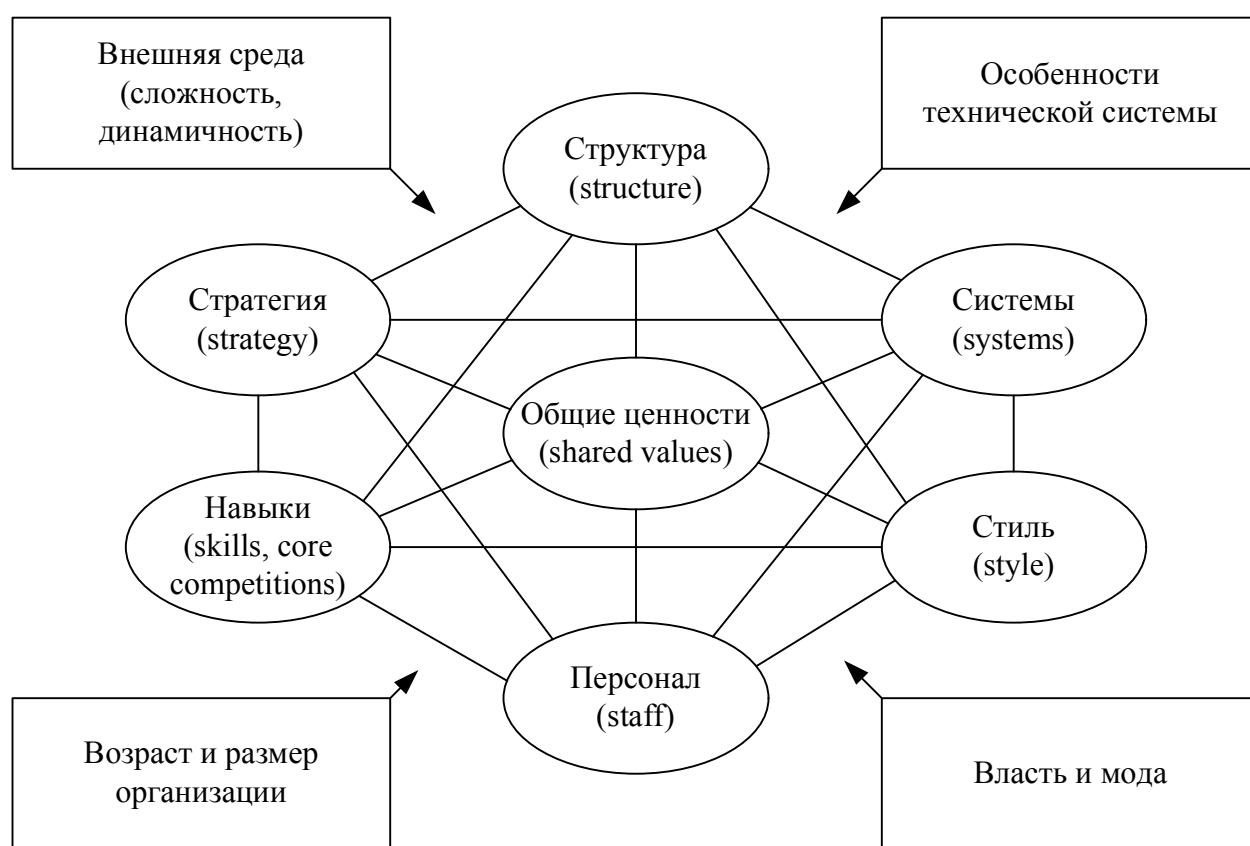 Внешняя среда
(сложность,
динамичность)
Особенности
технической системы
Структура
(structure)
Стратегия
(strategy)
Системы
(systems)
Общие ценности
(shared values)
Навыки
(skills, core
competitions)
Стиль
(style)
Персонал
(staff)
Возраст и размер
организации
Власть и мода